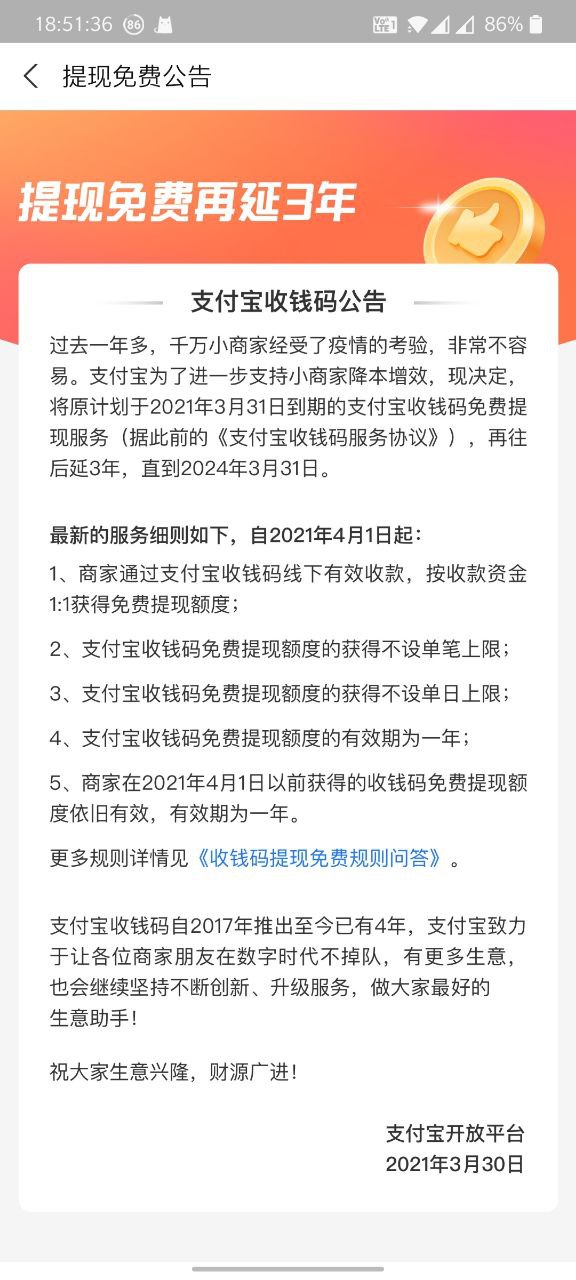 18:51:36 86 VoLTE 1 86%
提现免费公告
提现免费再延3年
支付宝收钱码公告
过去一年多，千万小商家经受了疫情的考验，非常不容
易。支付宝为了进一步支持小商家降本增效，现决定，
将原计划于2021年3月31日到期的支付宝收钱码免费提
现服务（据此前的《支付宝收钱码服务协议》），再往
后延3年，直到2024年3月31日。
最新的服务细则如下，自2021年4月1日起：
1、商家通过支付宝收钱码线下有效收款，按收款资金
1:1获得免费提现额度；
2、支付宝收钱码免费提现额度的获得不设单笔上限；
3、支付宝收钱码免费提现额度的获得不设单日上限；
4、支付宝收钱码免费提现额度的有效期为一年；
5、商家在2021年4月1日以前获得的收钱码免费提现额
度依旧有效，有效期为一年。
更多规则详情见《收钱码提现免费规则问答》。
支付宝收钱码自2017年推出至今已有4年，支付宝致力
于让各位商家朋友在数字时代不掉队，有更多生意，
也会继续坚持不断创新、升级服务，做大家最好的
生意助手！
祝大家生意兴隆，财源广进！
支付宝开放平台
2021年3月30日